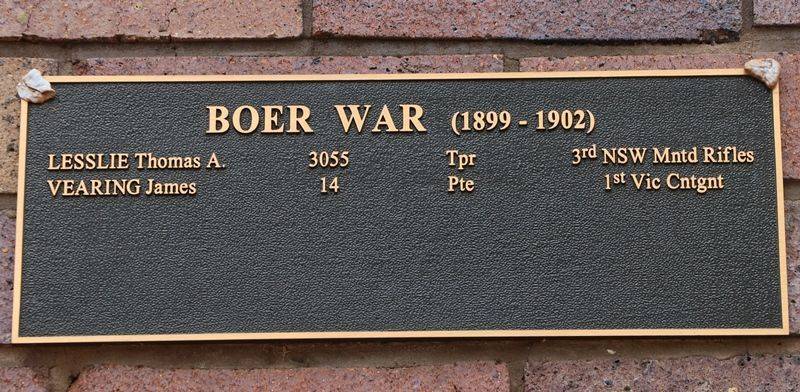 BOER WAR (1899 - 1902)
LESSLIE Thomas A. 3055 Tpr 3rd NSW Mntd Rifles
VEARING James 14 Pte 1st Vic Cntgnt